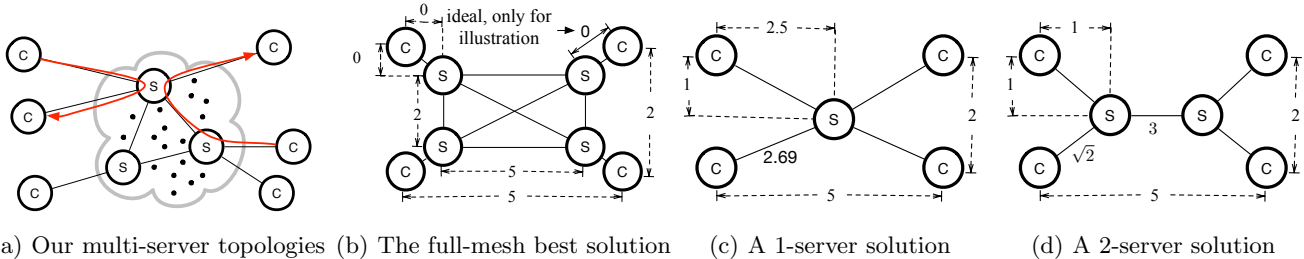 C
C
C
C
C
S
S
S
0
0
ideal, only for
illustration
0
C
C
C
C
S
S
S
S
2
2
5
5
2.5
1
C
C
C
C
S
2
2.69
5
1
1
C
C
C
C
S
S
3
2
√2
5
a) Our multi-server topologies
(b) The full-mesh best solution
(c) A 1-server solution
(d) A 2-server solution